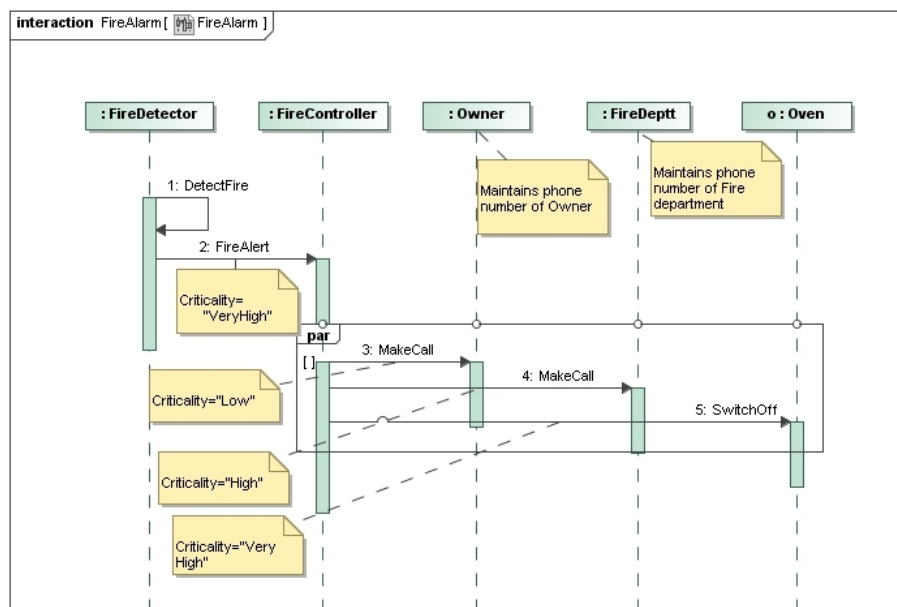 interaction FireAlarm[ FireAlarm ]
: FireDetector
: FireController
: Owner
: FireDeptt
o : Oven
Maintains phone
number of Owner
Maintains phone
number of Fire
department
1: DetectFire
2: FireAlert
Criticality=
"VeryHigh"
par
[ ]
3: MakeCall
4: MakeCall
5: SwitchOff
Criticality="Low"
Criticality="High"
Criticality="Very
High"